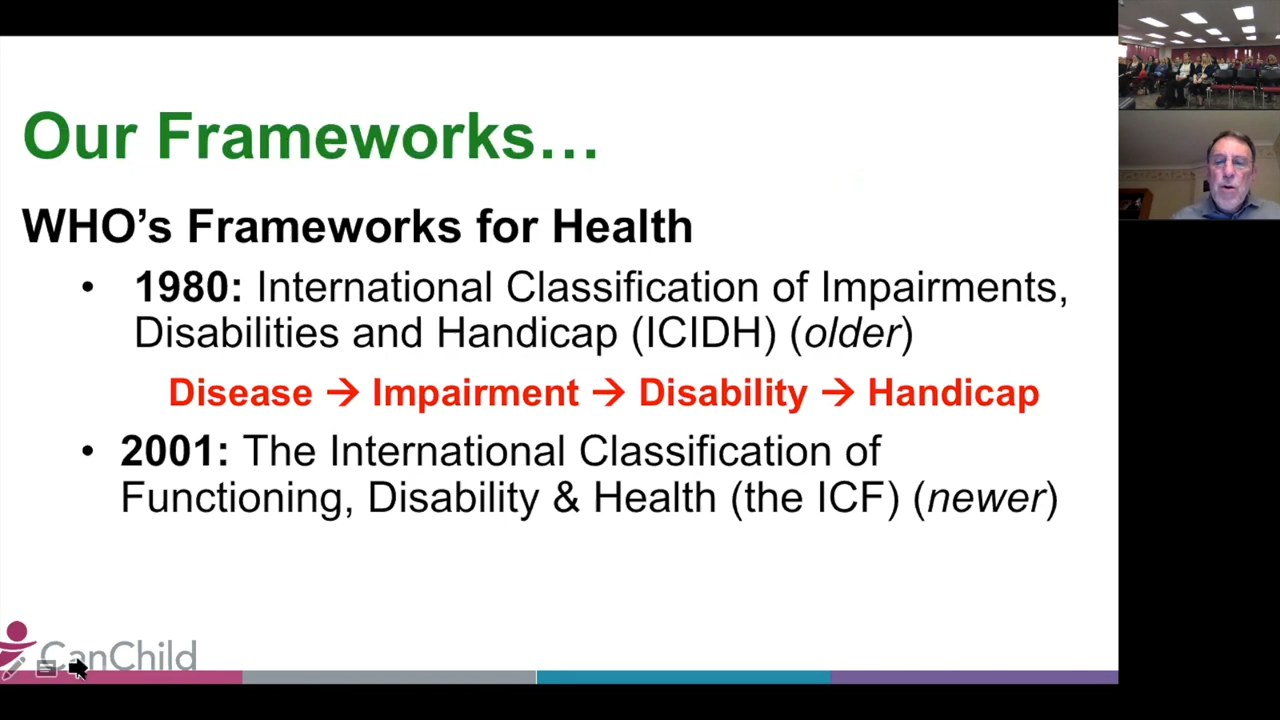 Our Frameworks…
WHO’s Frameworks for Health
• 1980: International Classification of Impairments,
Disabilities and Handicap (ICIDH) (older)
Disease → Impairment → Disability → Handicap
• 2001: The International Classification of
Functioning, Disability & Health (the ICF) (newer)
CanChild